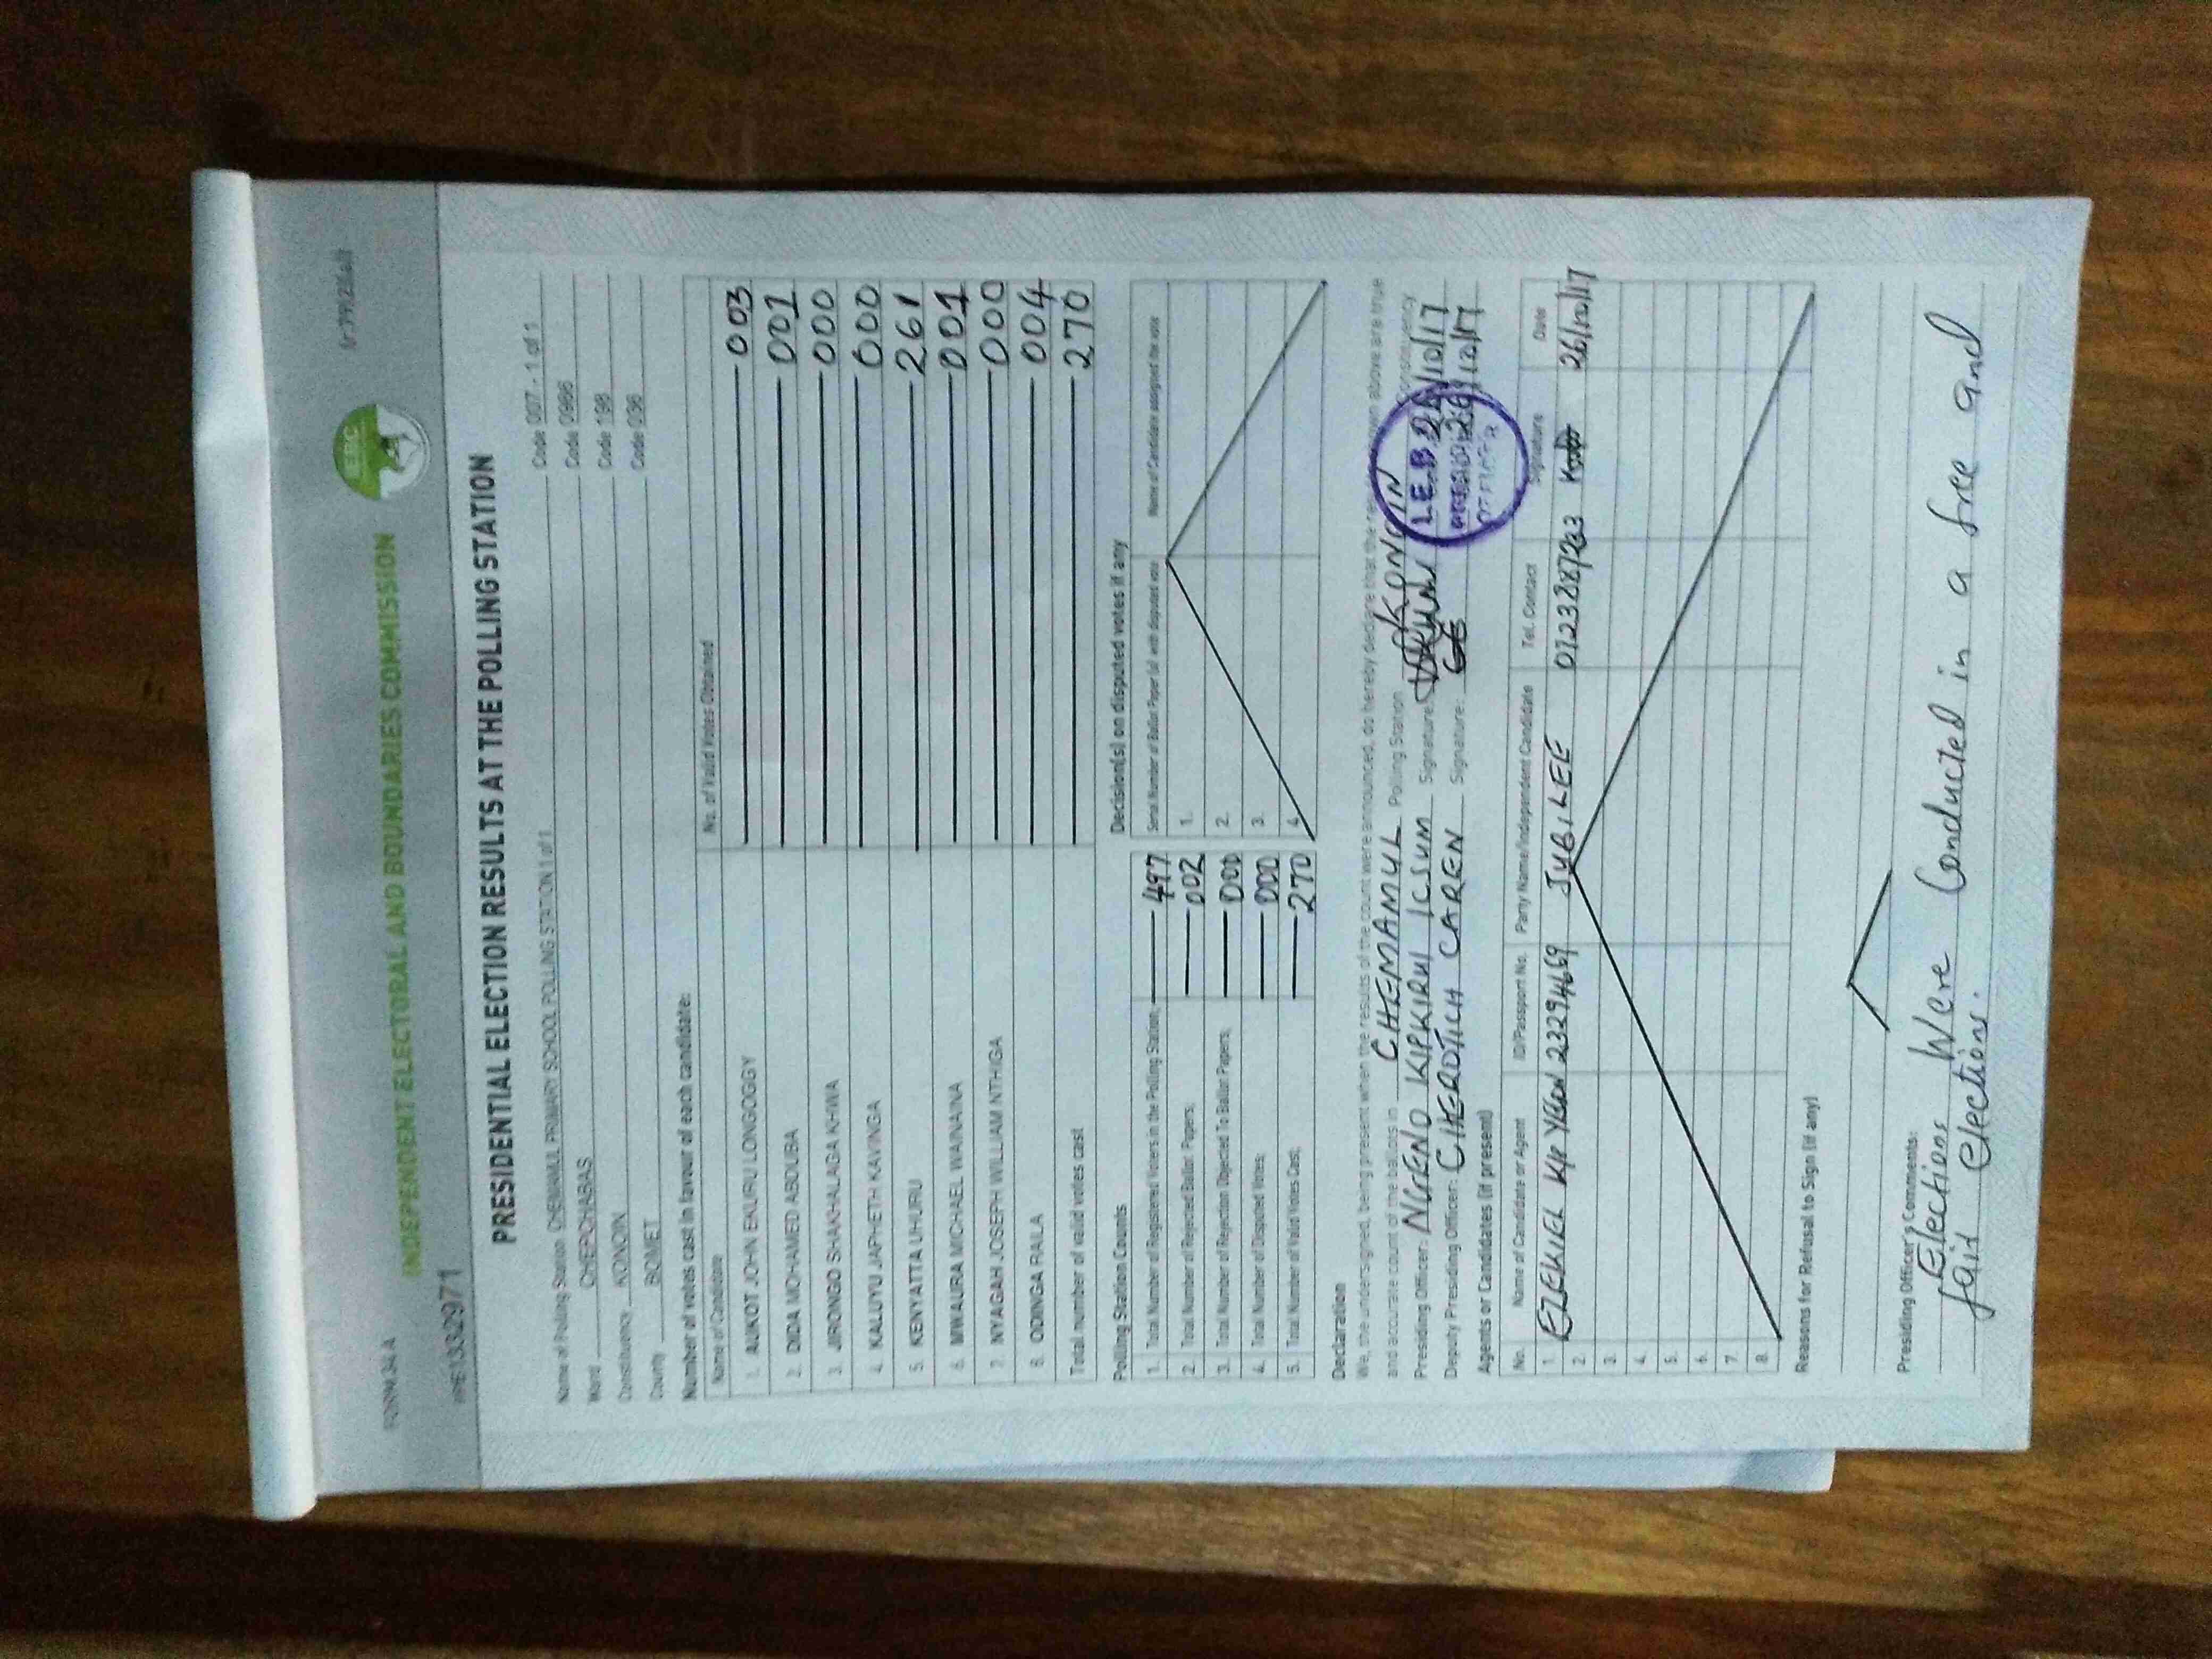 FORM 34 A
INDEPENDENT ELECTORAL AND BOUNDARIES COMMISSION
IEBC
PRESIDENTIAL ELECTION RESULTS AT THE POLLING STATION
Name of Polling Station CHEMAMUL PRIMARY SCHOOL POLLING STATION 1 of 1 Code 007 - 1 of 1
Ward CHEPCHABAS Code 0986
Constituency KONOIN Code 198
County BOMET Code 036
Number of votes cast in favour of each candidate:
Name of Candidate No. of Valid Votes Obtained
1. AUKOT JOHN EKURU LONGOGGY 003
2. DIDA MOHAMED ABDUBA 001
3. JIRONGO SHAKHALAGA KHWA 000
4. KALUYU JAPHETH KAVINGA 000
5. KENYATTA UHURU 261
6. MWAURA MICHAEL WAINAINA 001
7. NYAGAH JOSEPH WILLIAM NTHIGA 000
8. ODINGA RAILA 004
Total number of valid votes cast 270
Polling Station Counts
1. Total Number of Registered Voters in the Polling Station; 497
2. Total Number of Rejected Ballot Papers; 002
3. Total Number of Rejection Objected To Ballot Papers; 000
4. Total Number of Disputed Votes; 000
5. Total Number of Valid Votes Cast; 270
Decision(s) on disputed votes if any
Serial Number of Ballot Paper (s) with disputed vote Name of Candidate assigned the vote
1.
2.
3.
4.
Declaration
We, the undersigned, being present when the results of the count were announced, do hereby declare that the above are true
and accurate count of the ballots in CHEMAMUL Polling Station KONOIN Constituency
Presiding Officer: NGENO KIPKIRUI ICSUM Signature: 26/10/17
Deputy Presiding Officer: CHEROTICH CAREN Signature: 26/10/17
I.E.B.C
PRESIDING
OFFICER
Agents or Candidates (if present)
No. Name of Candidate or Agent ID/Passport No. Party Name/Independent Candidate Tel. Contact Signature Date
1. EZEKIEL KIP 23294669 JUBILEE 26/10/17
2.
3.
4.
5.
6.
7.
8.
Reasons for Refusal to Sign (if any)
Presiding Officer's Comments:
Elections Were Conducted in a free and
faid elections.